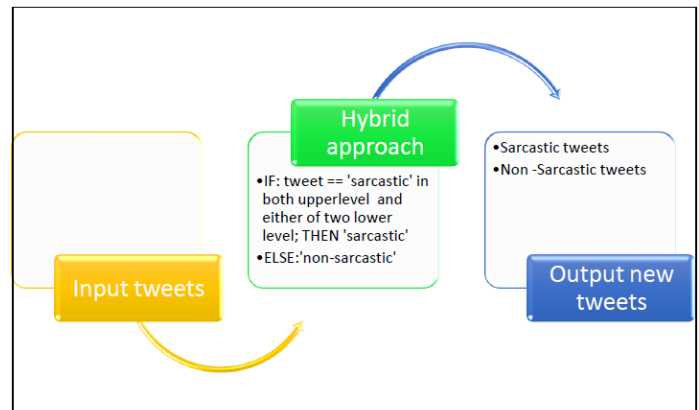 Input tweets
Hybrid
approach
•IF: tweet == 'sarcastic' in
both upperlevel and
either of two lower
level; THEN 'sarcastic'
•ELSE:'non-sarcastic'
•Sarcastic tweets
•Non -Sarcastic tweets
Output new
tweets